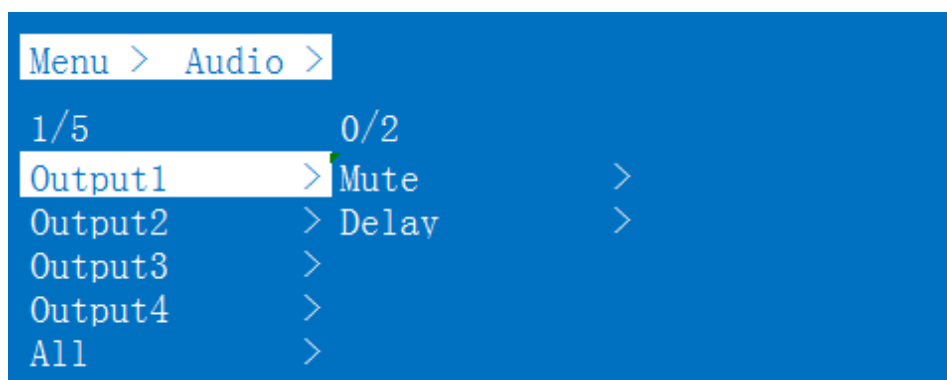 Menu > Audio >
1/5 0/2
Output1 > Mute >
Output2 > Delay >
Output3 >
Output4 >
All >